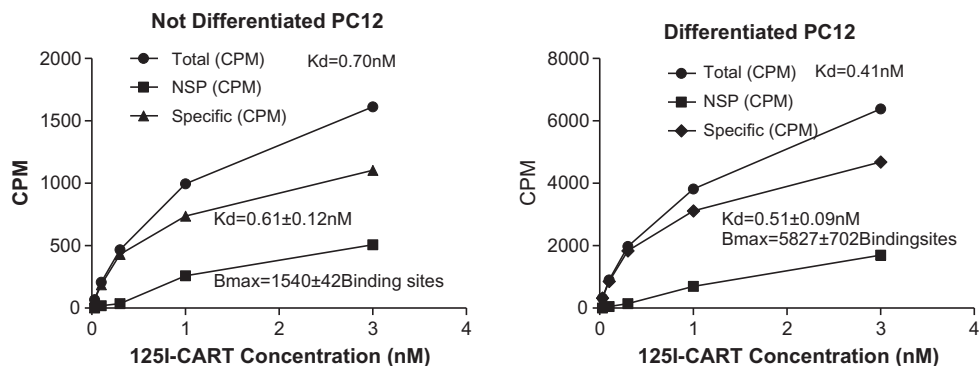 Not Differentiated PC12
2000
1500
1000
500
0
CPM
Total (CPM)
NSP (CPM)
Specific (CPM)
Kd=0.70nM
Kd=0.61±0.12nM
Bmax=1540±42Binding sites
0 1 2 3 4
125I-CART Concentration (nM)
Differentiated PC12
8000
6000
4000
2000
0
CPM
Total (CPM)
NSP (CPM)
Specific (CPM)
Kd=0.41nM
Kd=0.51±0.09nM
Bmax=5827±702Bindingsites
0 1 2 3 4
125I-CART Concentration (nM)